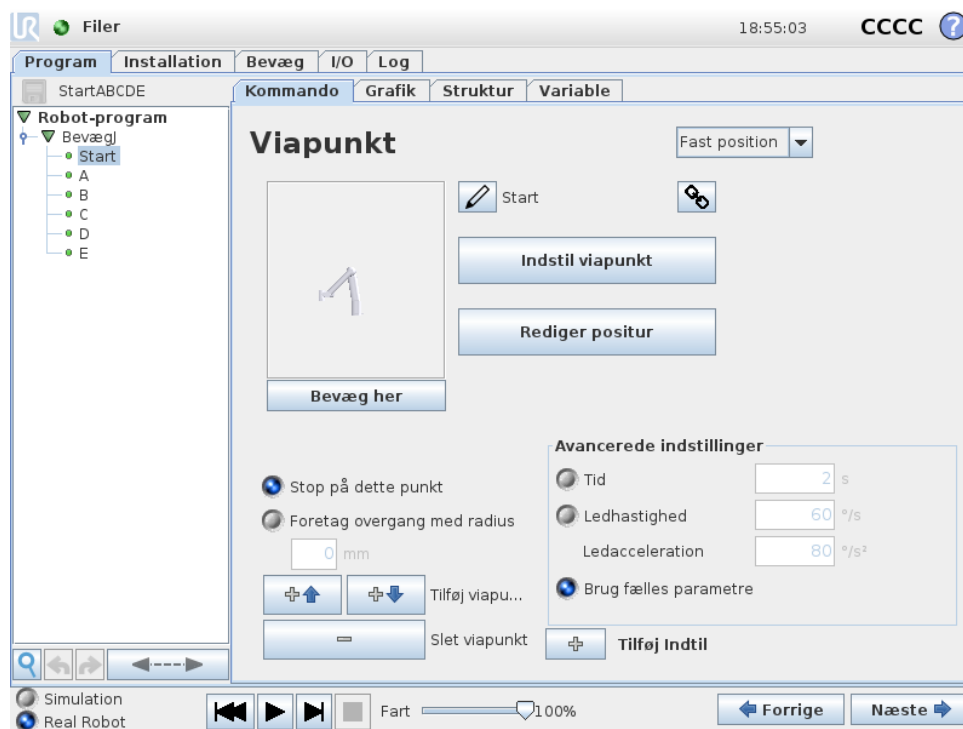 UR Filer 18:55:03 CCCC ?
Program Installation Bevæg I/O Log
StartABCDE
Kommando Grafik Struktur Variable
Robot-program
BevægJ
Start
A
B
C
D
E
Viapunkt
Fast position
Start
Indstil viapunkt
Rediger positur
Bevæg her
Stop på dette punkt
Foretag overgang med radius
0 mm
Tilføj viapu...
Slet viapunkt
Avancerede indstillinger
Tid 2 s
Ledhastighed 60 °/s
Ledacceleration 80 °/s²
Brug fælles parametre
Tilføj Indtil
Simulation
Real Robot
Fart 100%
Forrige Næste